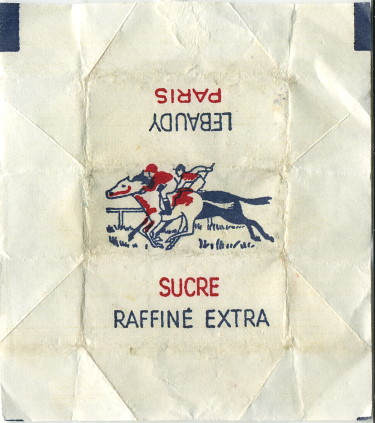 LEBAUDY
PARIS
SUCRE
RAFFINÉ EXTRA